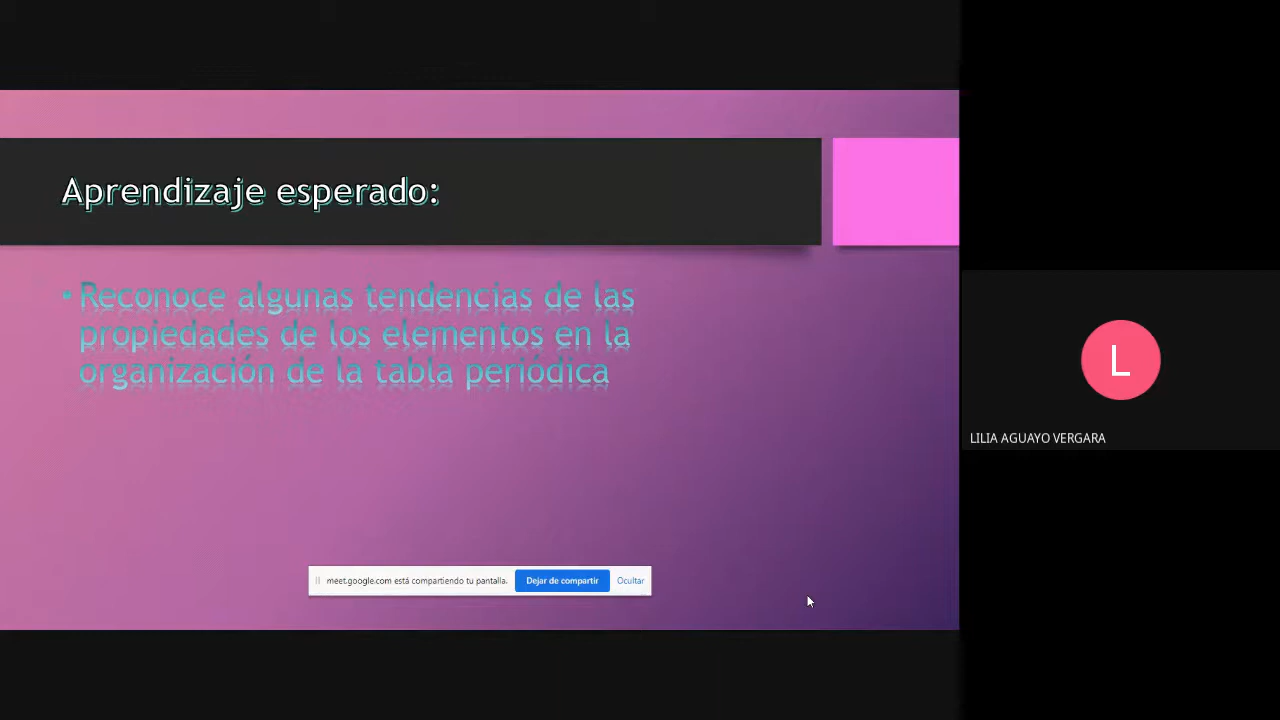 Aprendizaje esperado:
• Reconoce algunas tendencias de las
propiedades de los elementos en la
organización de la tabla periódica
meet.google.com está compartiendo tu pantalla. Dejar de compartir Ocultar
L
LILIA AGUAYO VERGARA